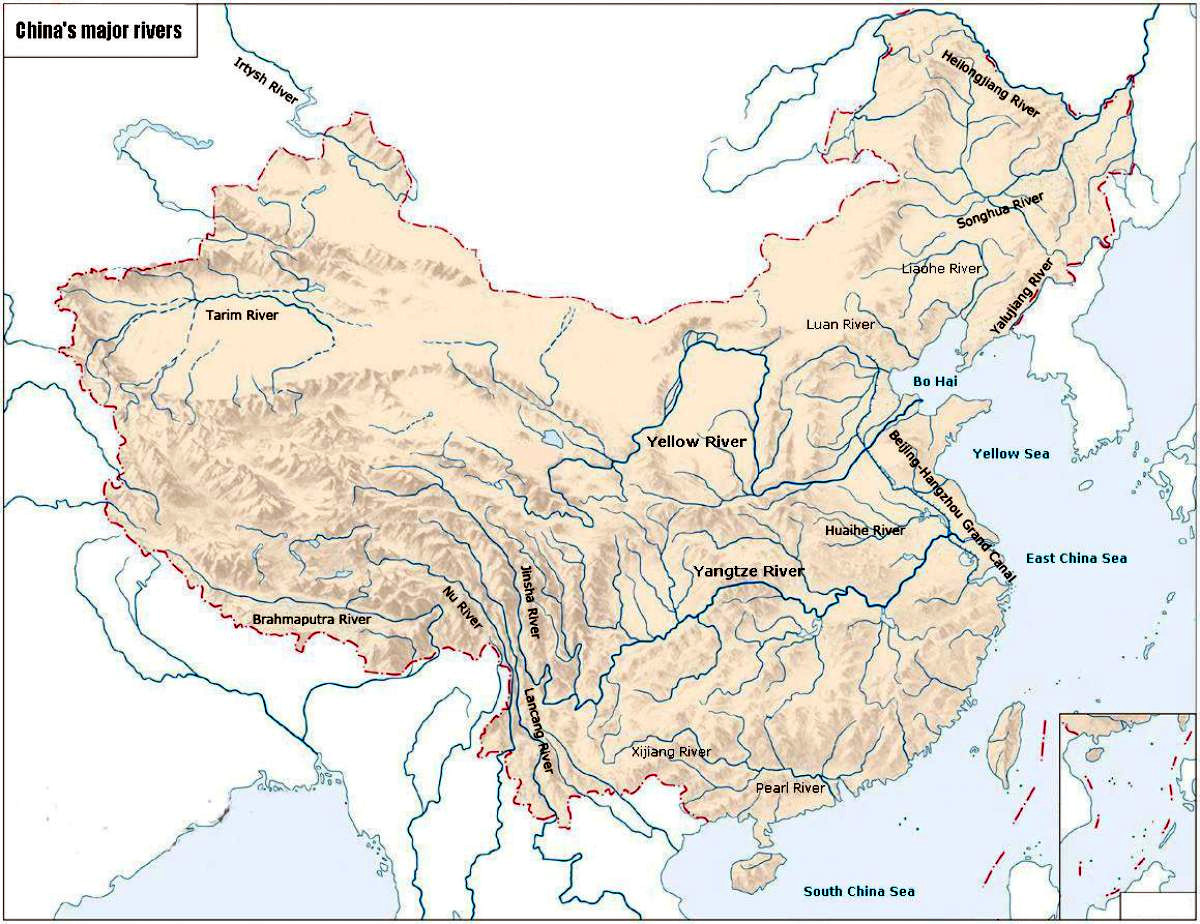 China's major rivers
Irtysh River
Heilongjiang River
Songhua River
Liaohe River
Yalujiang River
Tarim River
Luan River
Bo Hai
Yellow River
Beijing-Hangzhou Grand Canal
Yellow Sea
Huaihe River
East China Sea
Yangtze River
Jinsha River
Nu River
Brahmaputra River
Lancang River
Xijiang River
Pearl River
South China Sea